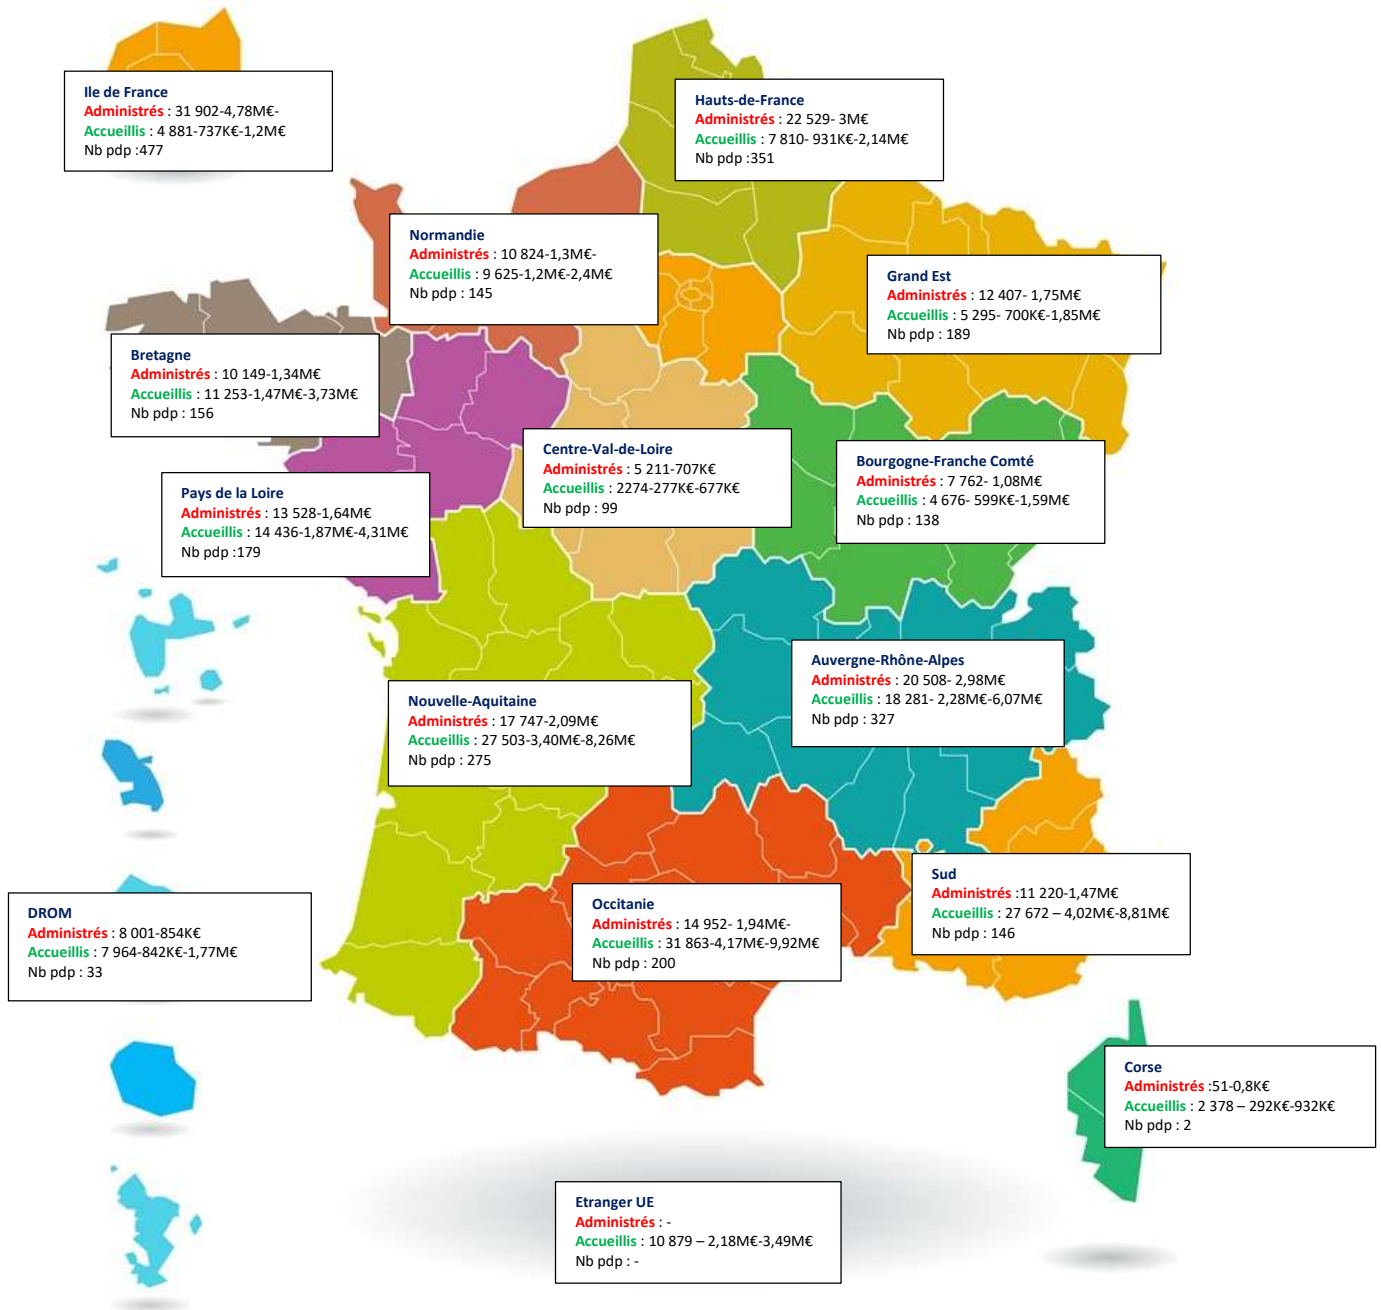 Ile de France
Administrés : 31 902-4,78M€-
Accueillis : 4 881-737K€-1,2M€
Nb pdp :477
Hauts-de-France
Administrés : 22 529- 3M€
Accueillis : 7 810- 931K€-2,14M€
Nb pdp :351
Normandie
Administrés : 10 824-1,3M€-
Accueillis : 9 625-1,2M€-2,4M€
Nb pdp : 145
Grand Est
Administrés : 12 407- 1,75M€
Accueillis : 5 295- 700K€-1,85M€
Nb pdp : 189
Bretagne
Administrés : 10 149-1,34M€
Accueillis : 11 253-1,47M€-3,73M€
Nb pdp : 156
Centre-Val-de-Loire
Administrés : 5 211-707K€
Accueillis : 2274-277K€-677K€
Nb pdp : 99
Bourgogne-Franche Comté
Administrés : 7 762- 1,08M€
Accueillis : 4 676- 599K€-1,59M€
Nb pdp : 138
Pays de la Loire
Administrés : 13 528-1,64M€
Accueillis : 14 436-1,87M€-4,31M€
Nb pdp :179
Auvergne-Rhône-Alpes
Administrés : 20 508- 2,98M€
Accueillis : 18 281- 2,28M€-6,07M€
Nb pdp : 327
Nouvelle-Aquitaine
Administrés : 17 747-2,09M€
Accueillis : 27 503-3,40M€-8,26M€
Nb pdp : 275
Sud
Administrés :11 220-1,47M€
Accueillis : 27 672 – 4,02M€-8,81M€
Nb pdp : 146
Occitanie
Administrés : 14 952- 1,94M€-
Accueillis : 31 863-4,17M€-9,92M€
Nb pdp : 200
DROM
Administrés : 8 001-854K€
Accueillis : 7 964-842K€-1,77M€
Nb pdp : 33
Corse
Administrés :51-0,8K€
Accueillis : 2 378 – 292K€-932K€
Nb pdp : 2
Etranger UE
Administrés : -
Accueillis : 10 879 – 2,18M€-3,49M€
Nb pdp : -